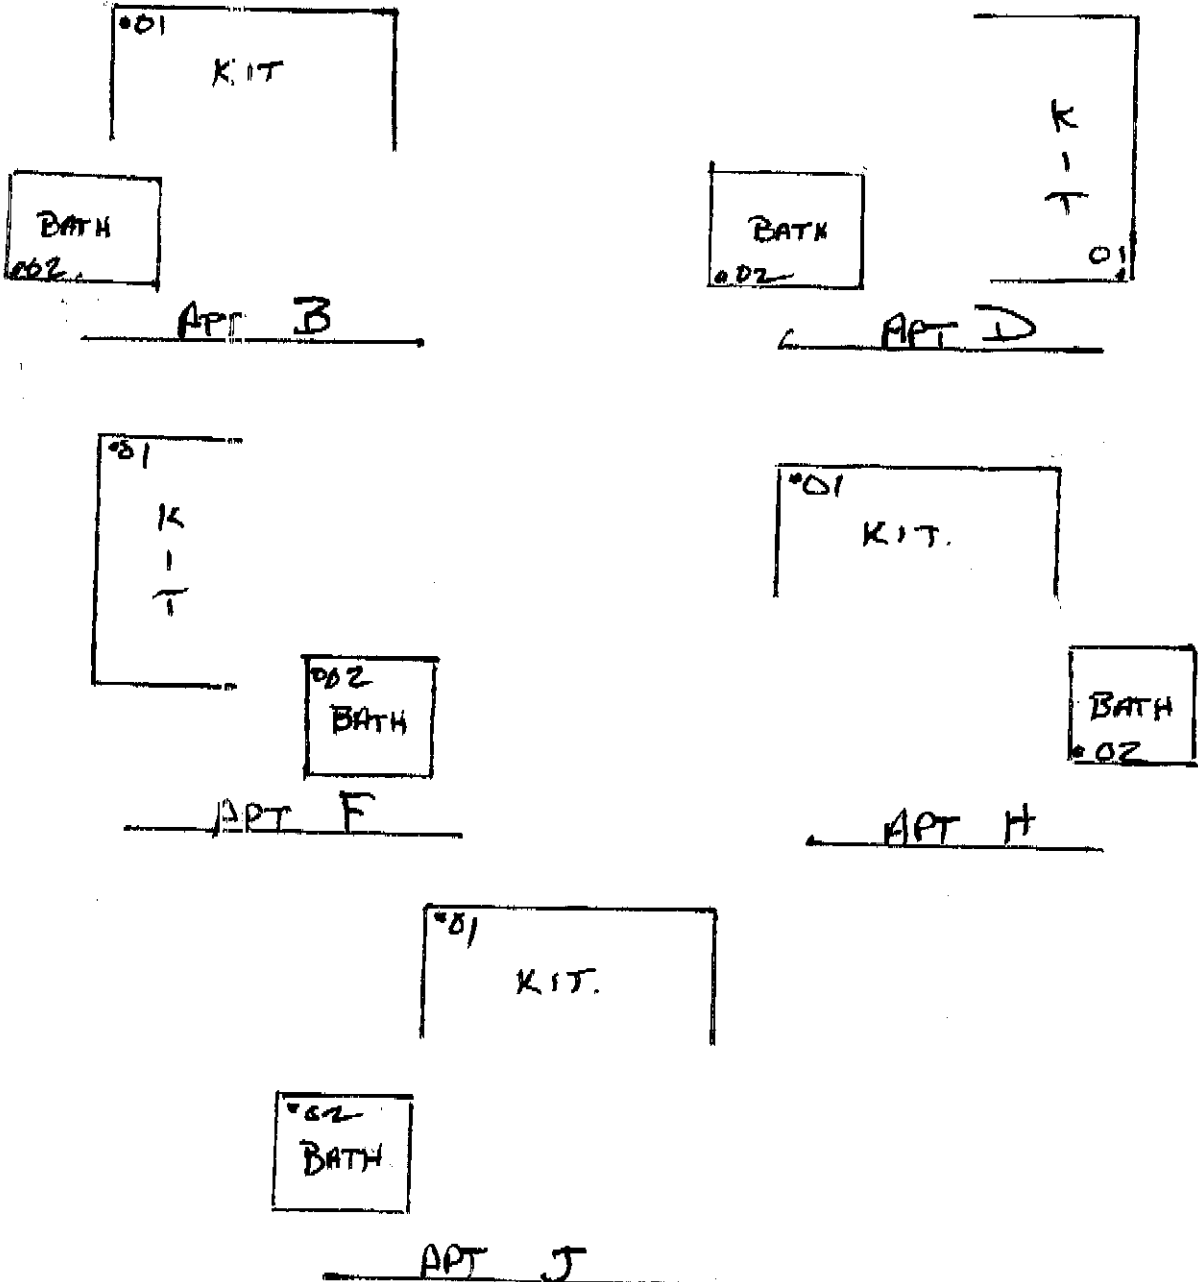 •01
KIT
BATH
•02.
APT B
K
I
T
01
BATH
•02
APT D
•01
K
I
T
•02
BATH
APT F
•01
KIT.
BATH
•02
APT H
•01
KIT.
•02
BATH
APT J